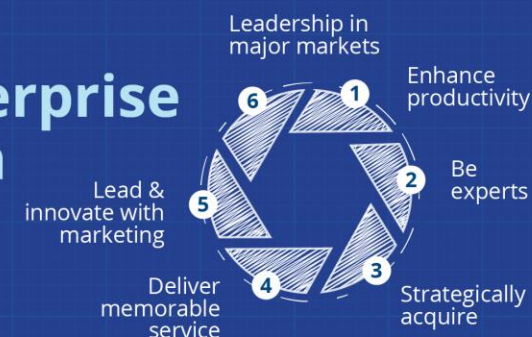 Leadership in
major markets
erprise
Enhance
productivity
6
1
Be
experts
2
Lead &
innovate with
marketing
5
Deliver
memorable
service
4
3
Strategically
acquire